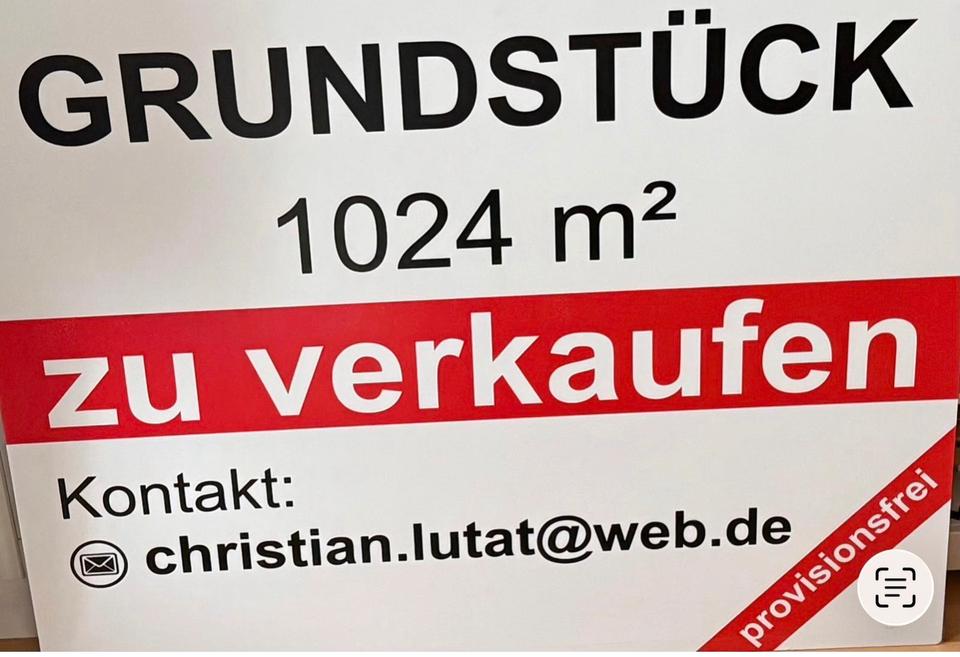 GRUNDSTÜCK
1024 m²
zu verkaufen
Kontakt:
christian.lutat@web.de
provisionsfrei